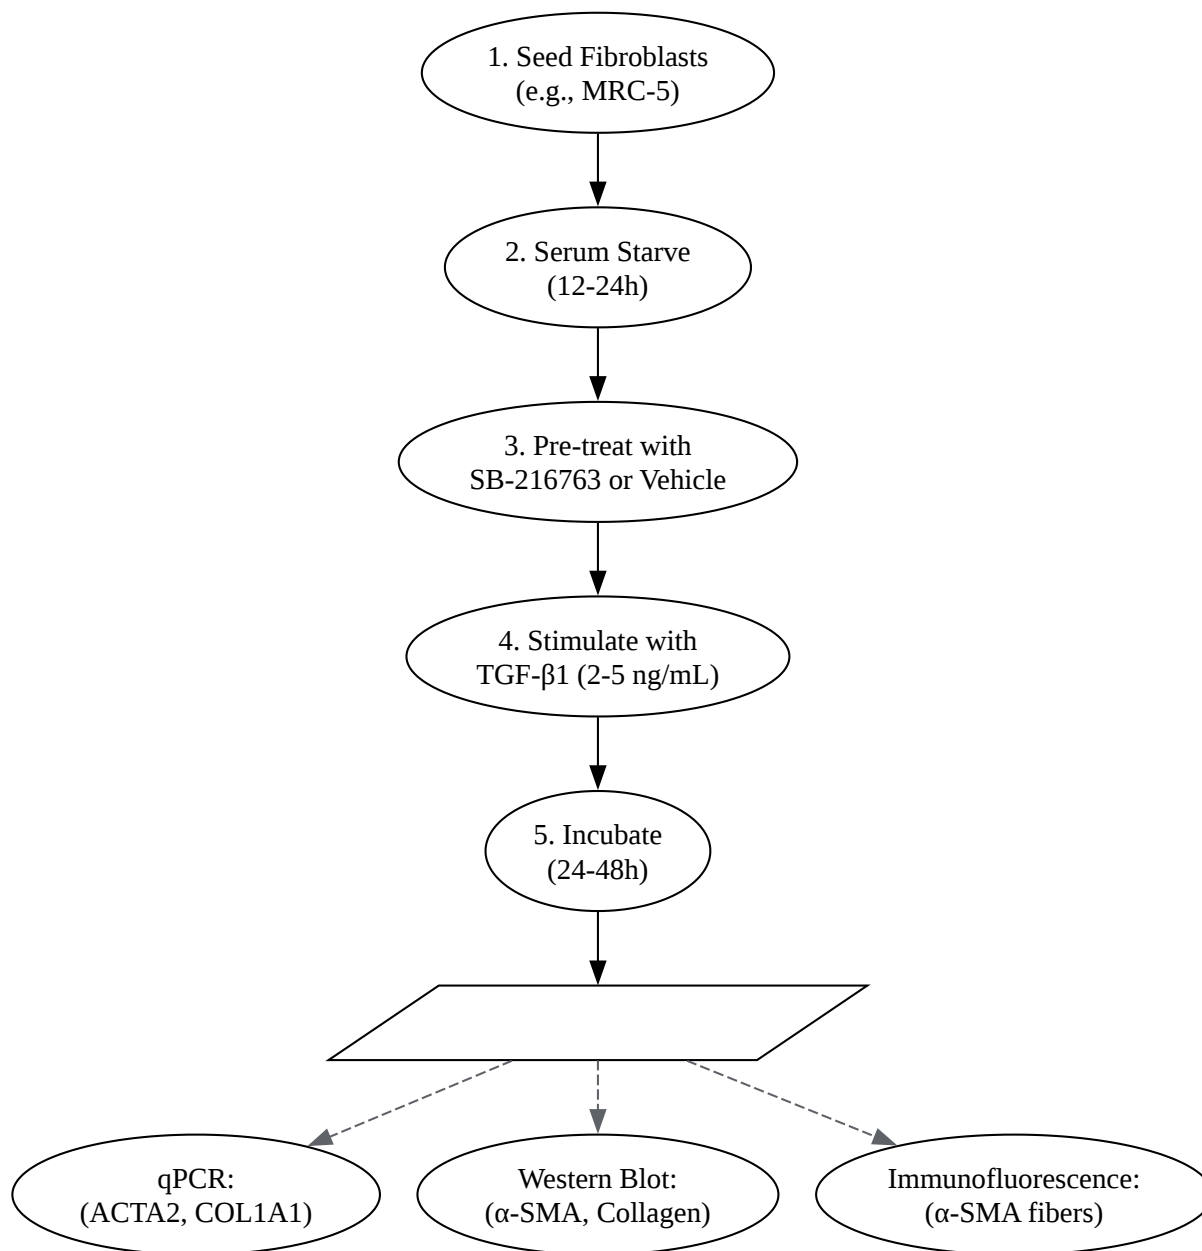 1. Seed Fibroblasts
(e.g., MRC-5)
2. Serum Starve
(12-24h)
3. Pre-treat with
SB-216763 or Vehicle
4. Stimulate with
TGF-β1 (2-5 ng/mL)
5. Incubate
(24-48h)
qPCR:
(ACTA2, COL1A1)
Western Blot:
(α-SMA, Collagen)
Immunofluorescence:
(α-SMA fibers)